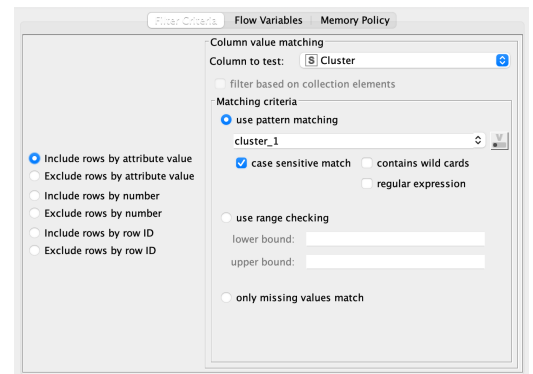 Filter Criteria Flow Variables Memory Policy
Include rows by attribute value
Exclude rows by attribute value
Include rows by number
Exclude rows by number
Include rows by row ID
Exclude rows by row ID
Column value matching
Column to test: S Cluster
filter based on collection elements
Matching criteria
use pattern matching
cluster_1
V
case sensitive match contains wild cards
regular expression
use range checking
lower bound:
upper bound:
only missing values match